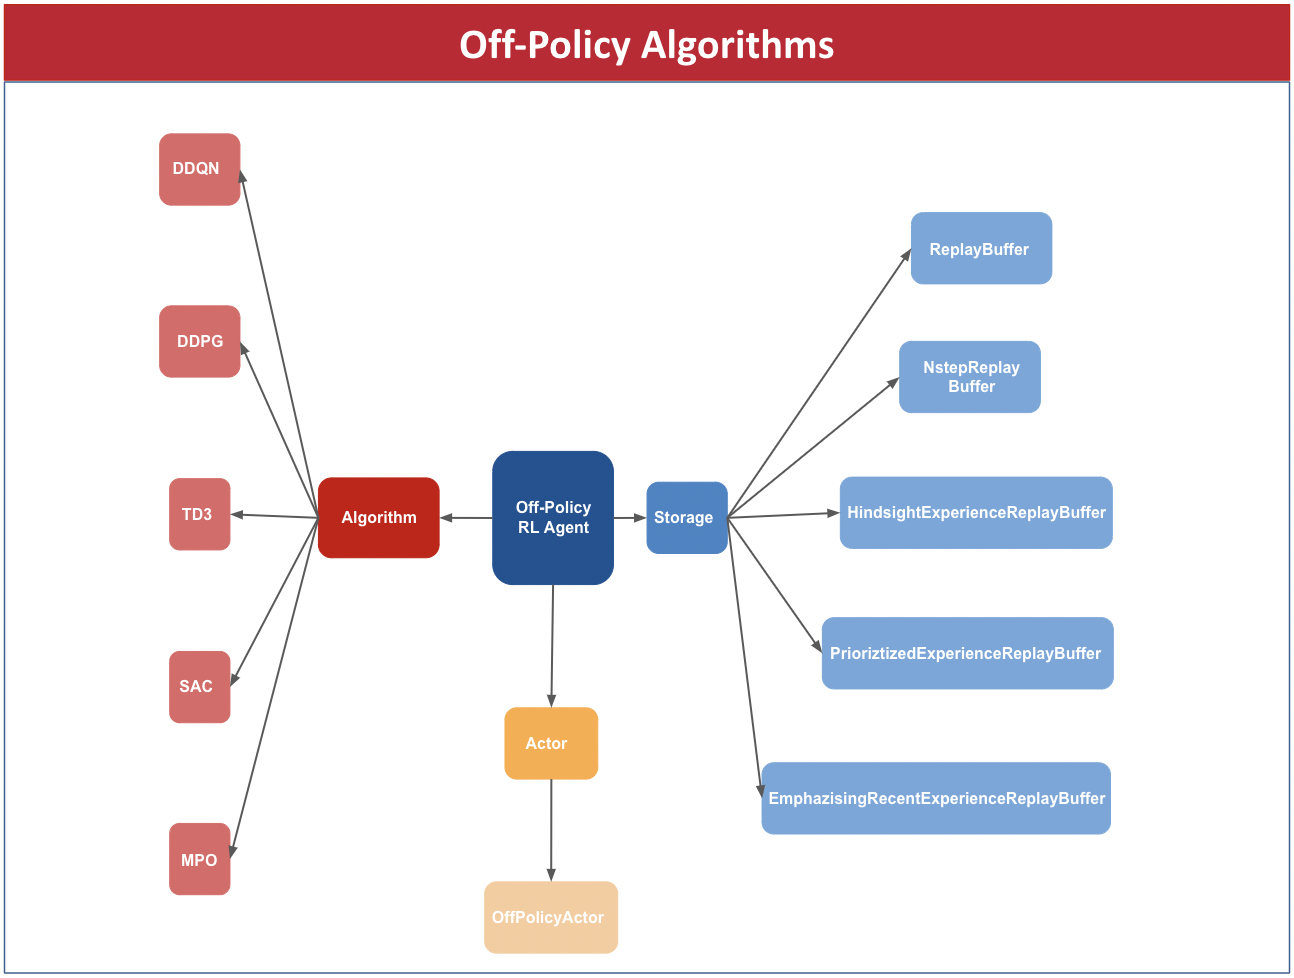 Off-Policy Algorithms
DDQN
DDPG
TD3
SAC
MPO
Algorithm
Off-Policy
RL Agent
Storage
Actor
OffPolicyActor
ReplayBuffer
NstepReplay
Buffer
HindsightExperienceReplayBuffer
PrioriztizedExperienceReplayBuffer
EmphazisingRecentExperienceReplayBuffer